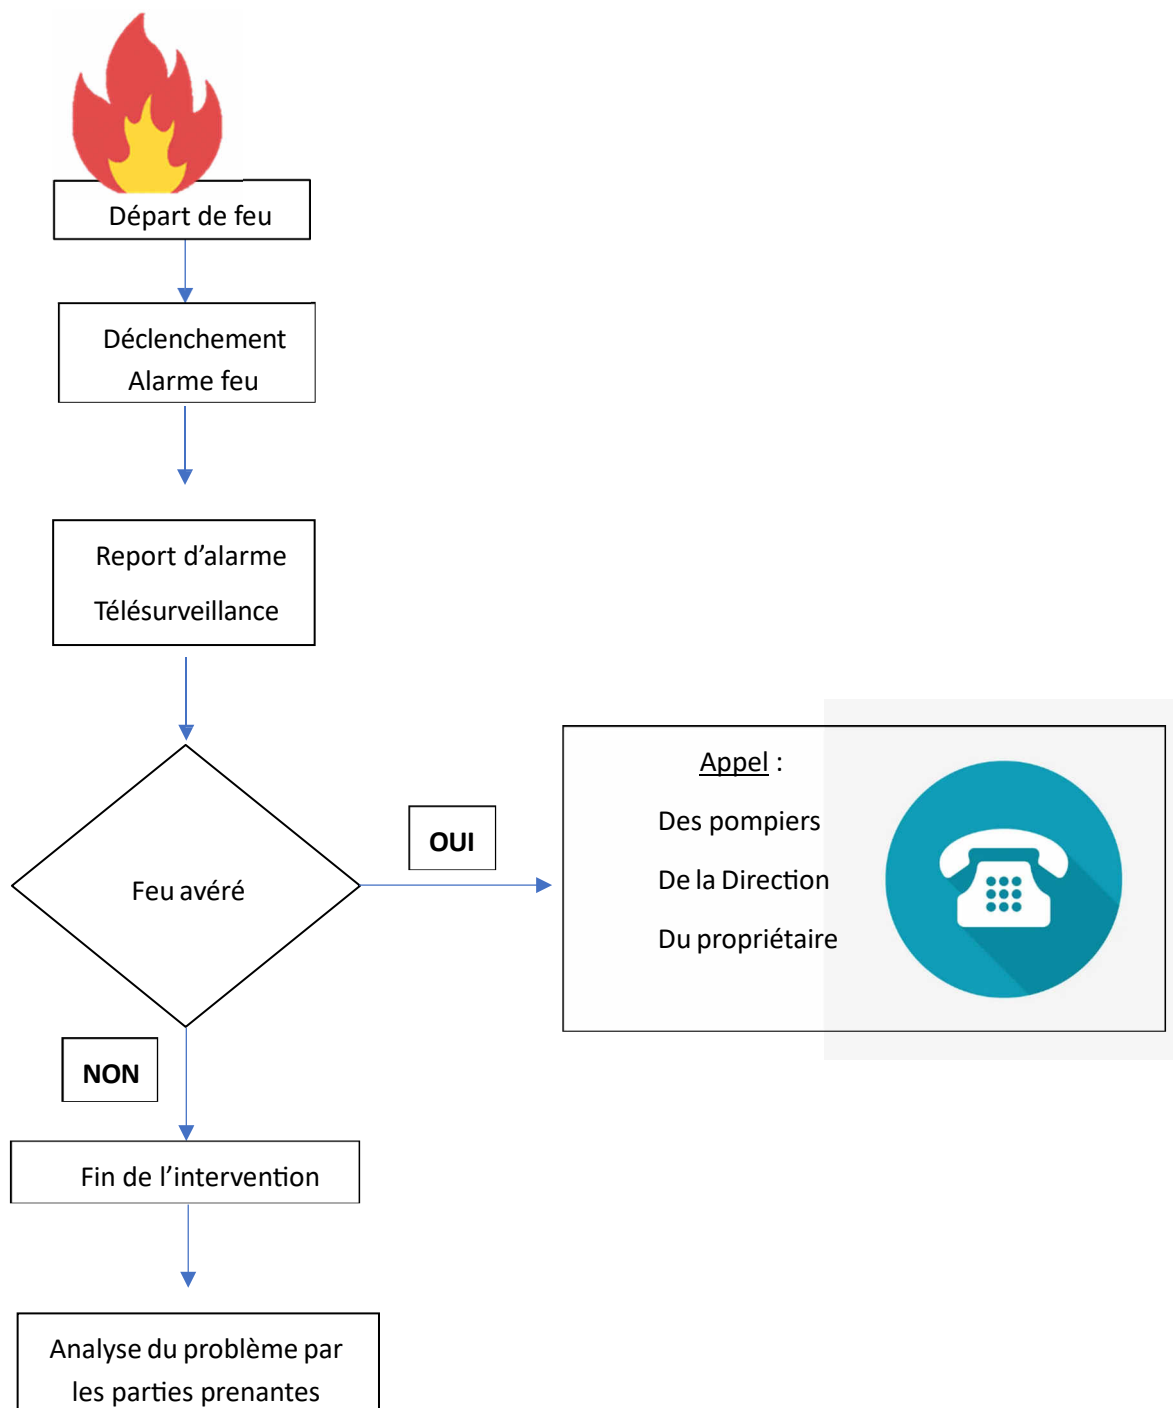 Départ de feu
Déclenchement
Alarme feu
Report d’alarme
Télésurveillance
Feu avéré
OUI
Appel :
Des pompiers
De la Direction
Du propriétaire
NON
Fin de l’intervention
Analyse du problème par
les parties prenantes